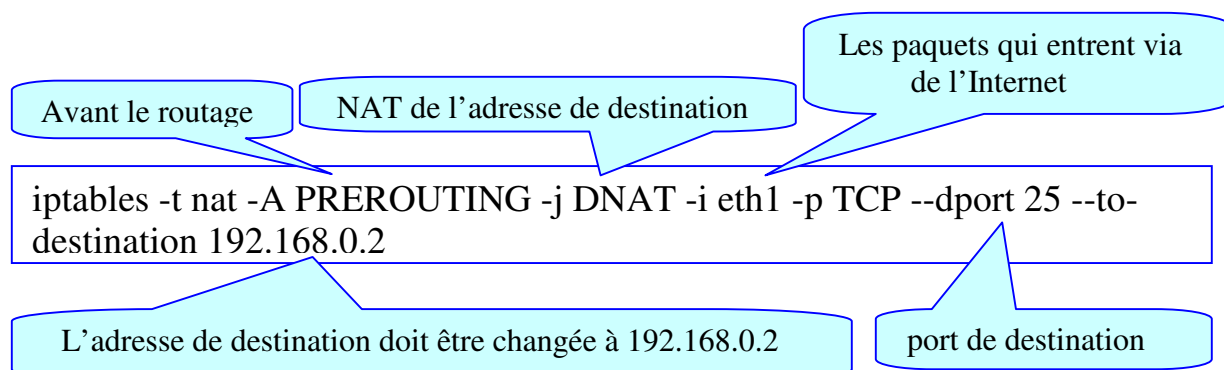 Les paquets qui entrent via
de l’Internet
Avant le routage
NAT de l’adresse de destination
iptables -t nat -A PREROUTING -j DNAT -i eth1 -p TCP --dport 25 --to-
destination 192.168.0.2
L’adresse de destination doit être changée à 192.168.0.2
port de destination